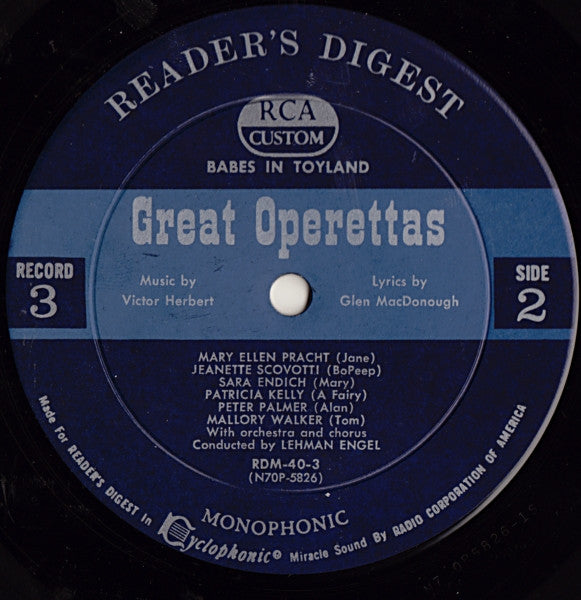 READER'S DIGEST
RCA
CUSTOM
BABES IN TOYLAND
Great Operettas
RECORD
3
SIDE
2
Music by
Victor Herbert
Lyrics by
Glen MacDonough
MARY ELLEN PRACHT (Jane)
JEANETTE SCOVOTTI (BoPeep)
SARA ENDICH (Mary)
PATRICIA KELLY (A Fairy)
PETER PALMER (Alan)
MALLORY WALKER (Tom)
With orchestra and chorus
Conducted by LEHMAN ENGEL
RDM-40-3
(N70P-5826)
MONOPHONIC
Made For READER'S DIGEST In Cyclophonic® Miracle Sound By RADIO CORPORATION OF AMERICA